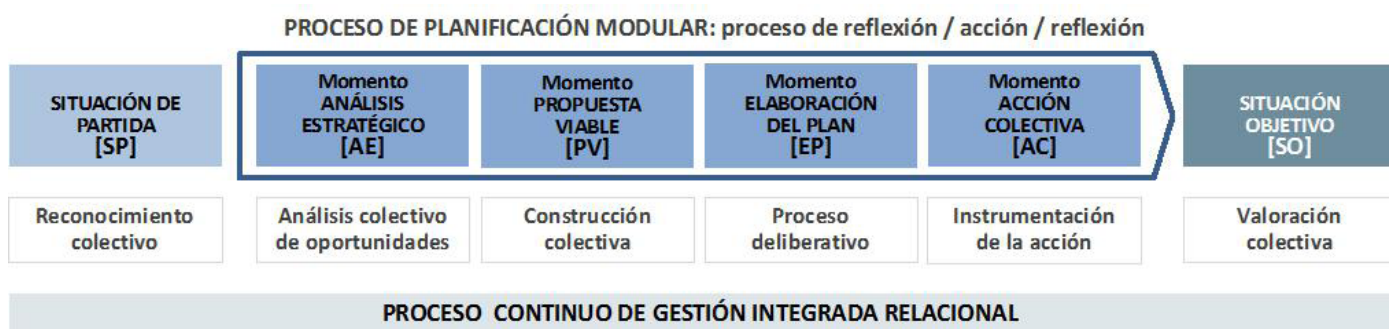 PROCESO DE PLANIFICACIÓN MODULAR: proceso de reflexión / acción / reflexión
SITUACIÓN DE
PARTIDA
[SP]
Momento
ANÁLISIS
ESTRATÉGICO
[AE]
Momento
PROPUESTA
VIABLE
[PV]
Momento
ELABORACIÓN
DEL PLAN
[EP]
Momento
ACCIÓN
COLECTIVA
[AC]
SITUACIÓN
OBJETIVO
[SO]
Reconocimiento
colectivo
Análisis colectivo
de oportunidades
Construcción
colectiva
Proceso
deliberativo
Instrumentación
de la acción
Valoración
colectiva
PROCESO CONTINUO DE GESTIÓN INTEGRADA RELACIONAL